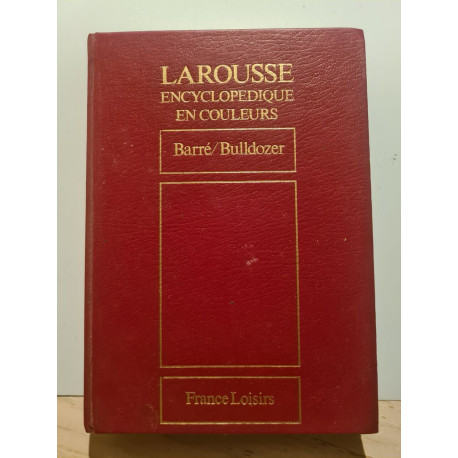 LAROUSSE
ENCYCLOPEDIQUE
EN COULEURS
Barré/Bulldozer
France Loisirs